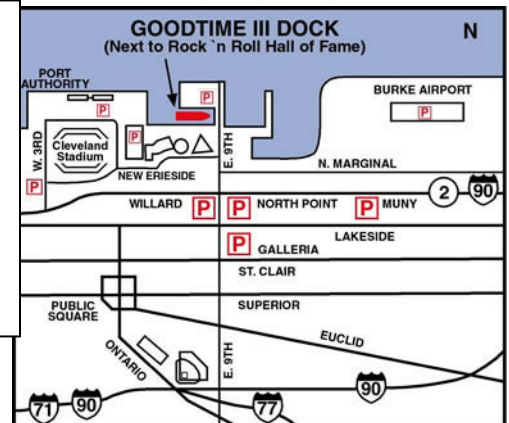 GOODTIME III DOCK
(Next to Rock `n Roll Hall of Fame)
N
PORT
AUTHORITY
P
P
P
BURKE AIRPORT
P
W. 3RD
Cleveland
Stadium
E. 9TH
N. MARGINAL
NEW ERIESIDE
P
WILLARD
P
P
NORTH POINT
P
MUNY
2
90
LAKESIDE
P
GALLERIA
ST. CLAIR
PUBLIC
SQUARE
SUPERIOR
EUCLID
ONTARIO
E. 9TH
71
90
77
90